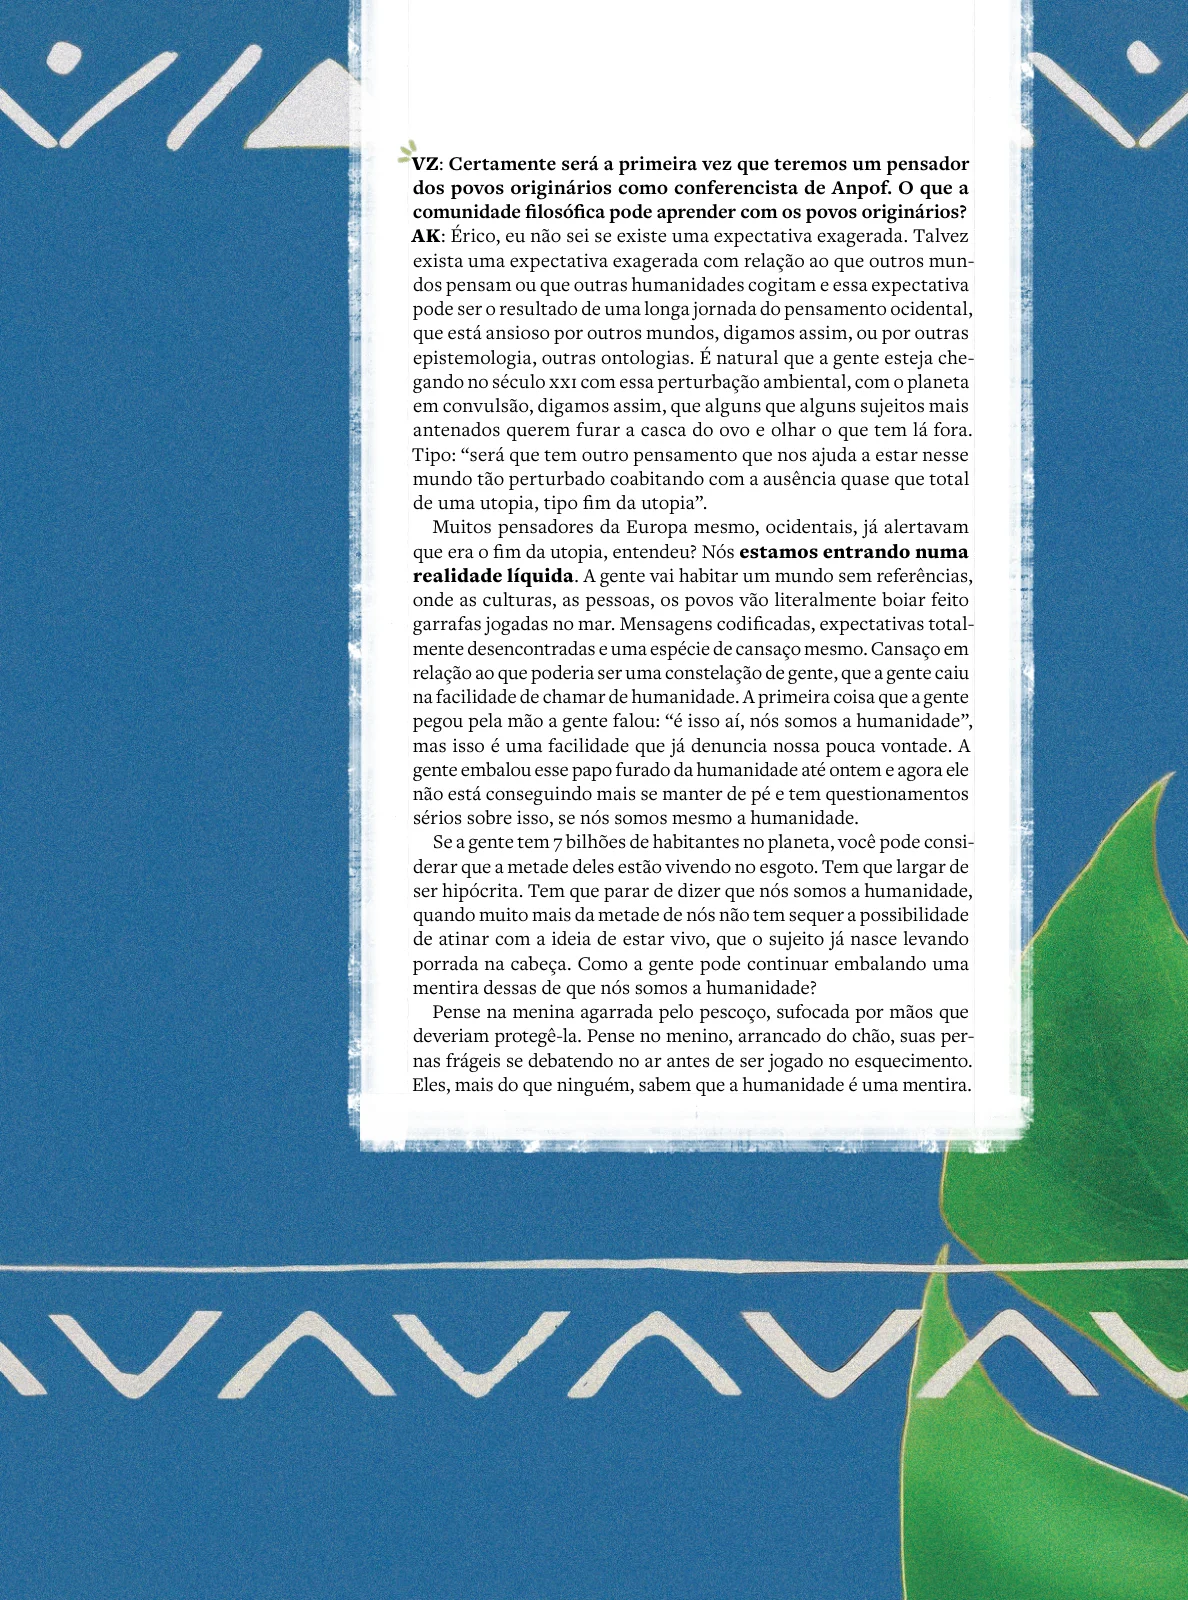 VZ: Certamente será a primeira vez que teremos um pensador
dos povos originários como conferencista de Anpof. O que a
comunidade filosófica pode aprender com os povos originários?
AK: Érico, eu não sei se existe uma expectativa exagerada. Talvez
exista uma expectativa exagerada com relação ao que outros mun-
dos pensam ou que outras humanidades cogitam e essa expectativa
pode ser o resultado de uma longa jornada do pensamento ocidental,
que está ansioso por outros mundos, digamos assim, ou por outras
epistemologia, outras ontologias. É natural que a gente esteja che-
gando no século XXI com essa perturbação ambiental, com o planeta
em convulsão, digamos assim, que alguns que alguns sujeitos mais
antenados querem furar a casca do ovo e olhar o que tem lá fora.
Tipo: “será que tem outro pensamento que nos ajuda a estar nesse
mundo tão perturbado coabitando com a ausência quase que total
de uma utopia, tipo fim da utopia”.
Muitos pensadores da Europa mesmo, ocidentais, já alertavam
que era o fim da utopia, entendeu? Nós estamos entrando numa
realidade líquida. A gente vai habitar um mundo sem referências,
onde as culturas, as pessoas, os povos vão literalmente boiar feito
garrafas jogadas no mar. Mensagens codificadas, expectativas total-
mente desencontradas e uma espécie de cansaço mesmo. Cansaço em
relação ao que poderia ser uma constelação de gente, que a gente caiu
na facilidade de chamar de humanidade. A primeira coisa que a gente
pegou pela mão a gente falou: “é isso aí, nós somos a humanidade”,
mas isso é uma facilidade que já denuncia nossa pouca vontade. A
gente embalou esse papo furado da humanidade até ontem e agora ele
não está conseguindo mais se manter de pé e tem questionamentos
sérios sobre isso, se nós somos mesmo a humanidade.
Se a gente tem 7 bilhões de habitantes no planeta, você pode consi-
derar que a metade deles estão vivendo no esgoto. Tem que largar de
ser hipócrita. Tem que parar de dizer que nós somos a humanidade,
quando muito mais da metade de nós não tem sequer a possibilidade
de atinar com a ideia de estar vivo, que o sujeito já nasce levando
porrada na cabeça. Como a gente pode continuar embalando uma
mentira dessas de que nós somos a humanidade?
Pense na menina agarrada pelo pescoço, sufocada por mãos que
deveriam protegê-la. Pense no menino, arrancado do chão, suas per-
nas frágeis se debatendo no ar antes de ser jogado no esquecimento.
Eles, mais do que ninguém, sabem que a humanidade é uma mentira.